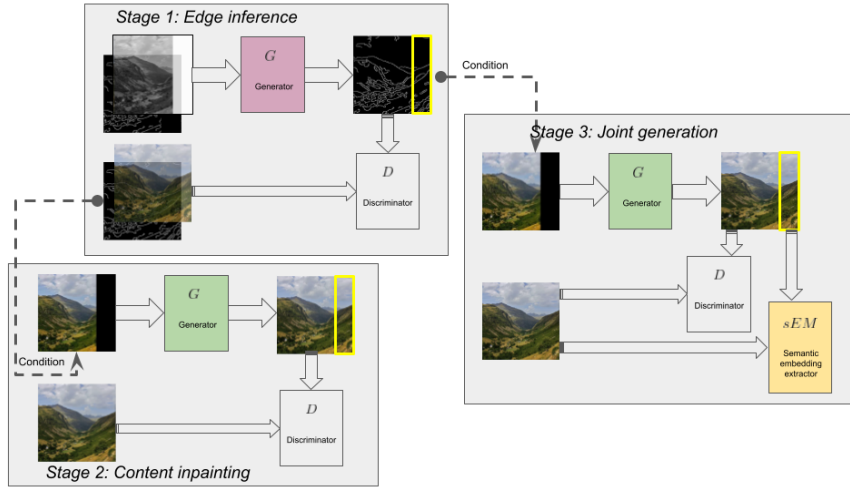 Stage 1: Edge inference
G
Generator
D
Discriminator
Condition
Stage 3: Joint generation
G
Generator
D
Discriminator
sEM
Semantic
embedding
extractor
G
Generator
Condition
D
Discriminator
Stage 2: Content inpainting